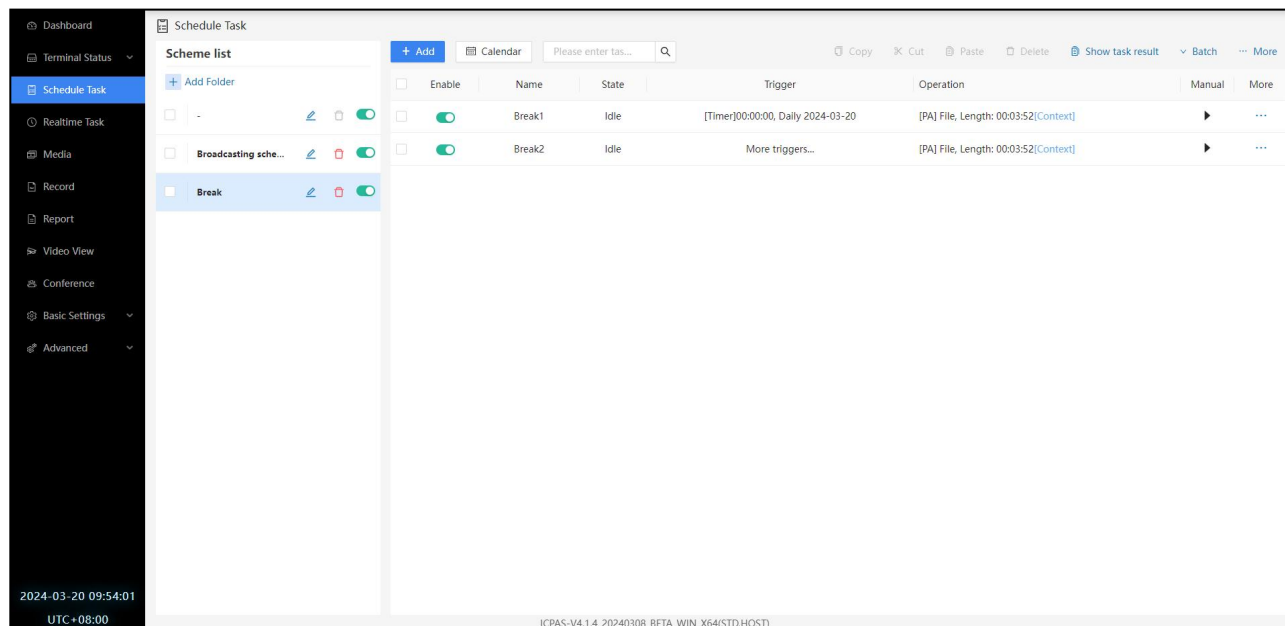 Dashboard
Terminal Status
Schedule Task
Realtime Task
Media
Record
Report
Video View
Conference
Basic Settings
Advanced
2024-03-20 09:54:01
UTC+08:00
Schedule Task
Scheme list
+ Add Folder
-
Broadcasting sche...
Break
+ Add Calendar Please enter tas... Copy Cut Paste Delete Show task result Batch ··· More
Enable Name State Trigger Operation Manual More
Break1 Idle [Timer]00:00:00, Daily 2024-03-20 [PA] File, Length: 00:03:52[Context] ···
Break2 Idle More triggers... [PA] File, Length: 00:03:52[Context] ···
ICPAS-V4.1.4_20240308_BETA_WIN_X64(STD.HOST)